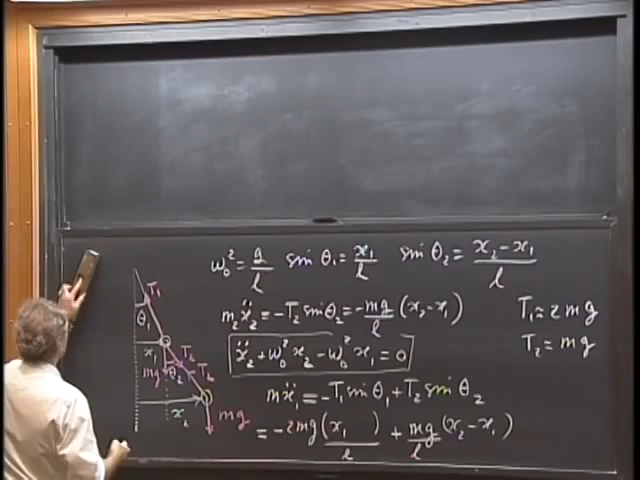 ω₀² = g/l   sin θ₁ = x₁/l   sin θ₂ = (x₂ − x₁)/l
m₂ẍ₂ = −T₂ sin θ₂ = −mg/l (x₂ − x₁)   T₁ ≈ 2mg
ẍ₂ + ω₀² x₂ − ω₀² x₁ = 0   T₂ ≈ mg
mẍ₁ = −T₁ sin θ₁ + T₂ sin θ₂
= −2mg (x₁)/l + mg/l (x₂ − x₁)
T₁
θ₁
x₁
T₂
mg
θ₂
T₂
x₂
mg